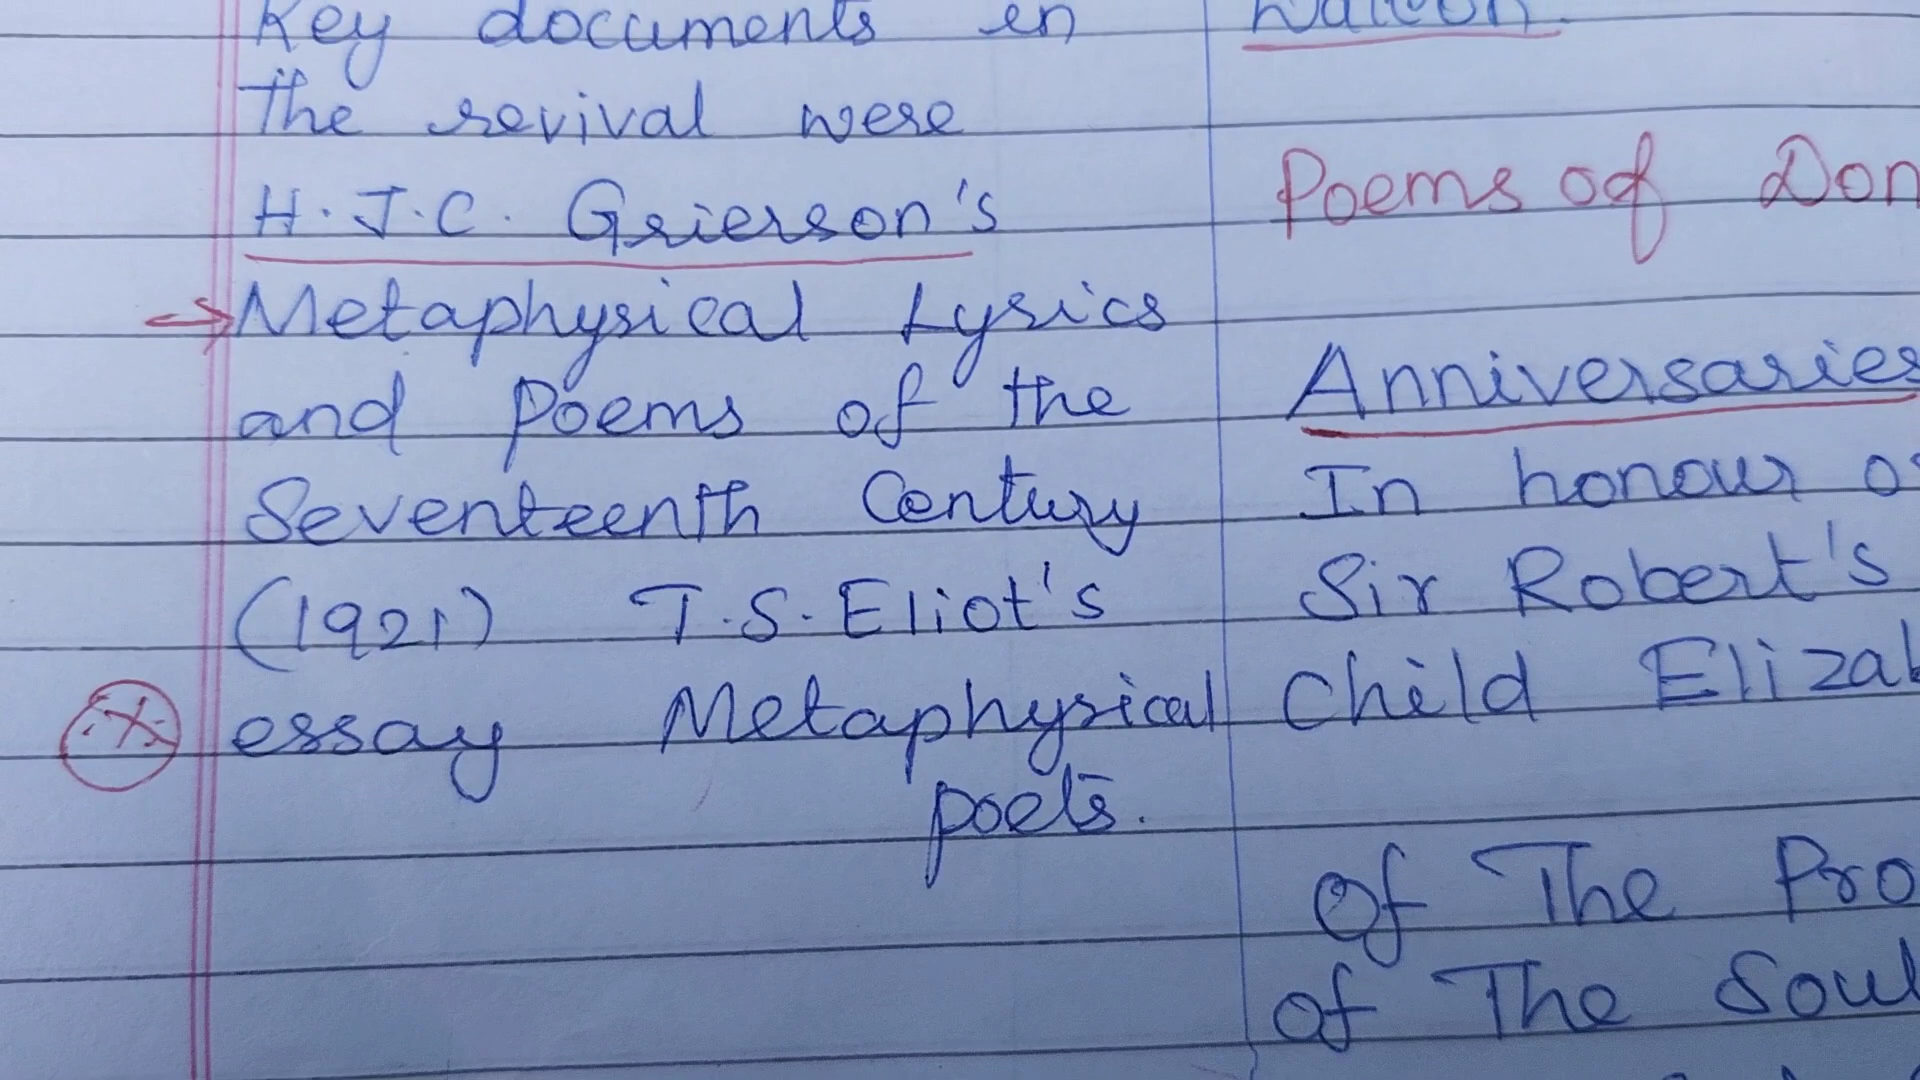 Key documents in
The revival were
H.J.C. Grierson's
→ Metaphysical Lyrics
and Poems of the
Seventeenth Century
(1921) T.S. Eliot's
essay Metaphysical
poets.
Poems of
Anniversaries
In honour
Sir Robert's
Child
Of The
of The Soul